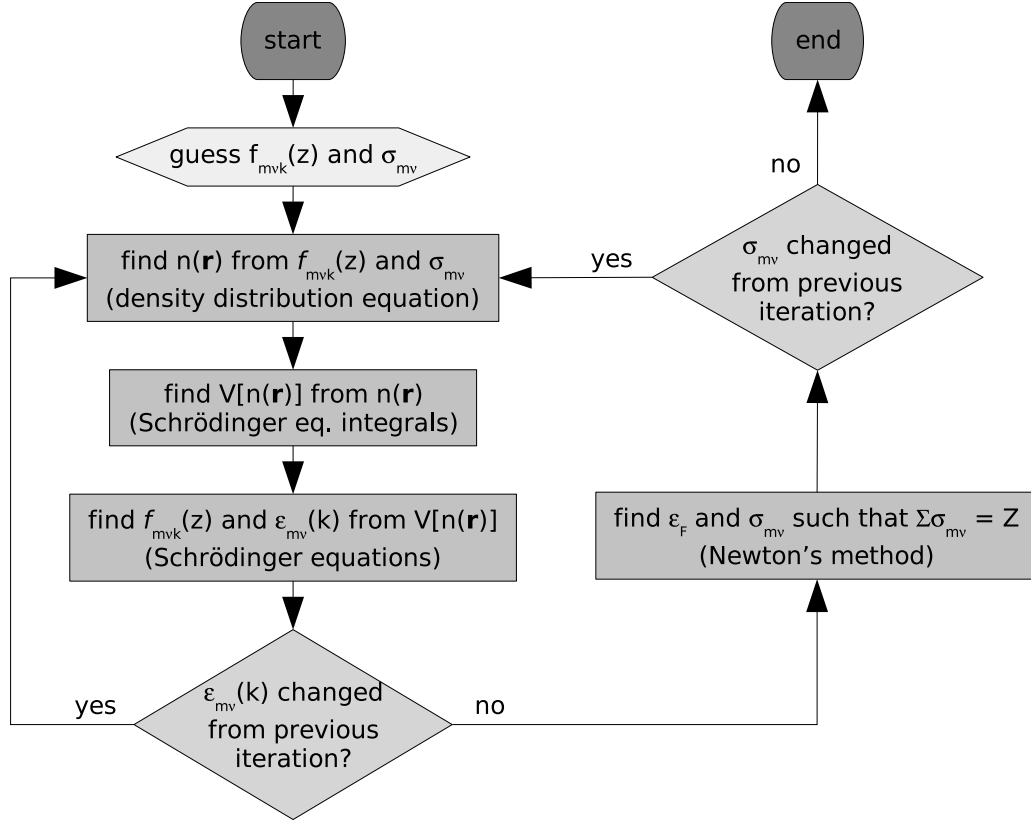 start
guess f_mνk(z) and σ_mν
find n(r) from f_mνk(z) and σ_mν
(density distribution equation)
find V[n(r)] from n(r)
(Schrödinger eq. integrals)
find f_mνk(z) and ε_mν(k) from V[n(r)]
(Schrödinger equations)
ε_mν(k) changed
from previous
iteration?
yes
no
find ε_F and σ_mν such that Σσ_mν = Z
(Newton's method)
σ_mν changed
from previous
iteration?
yes
no
end